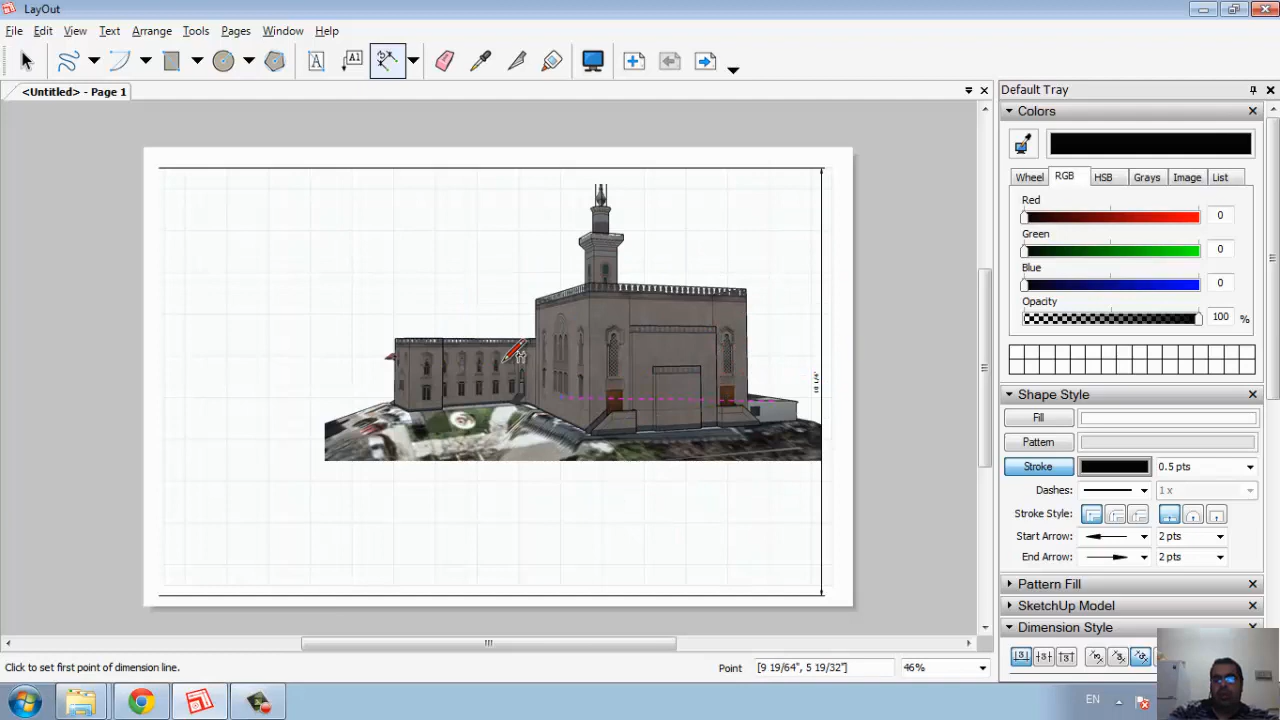 LayOut
File Edit View Text Arrange Tools Pages Window Help
A A1
<Untitled> - Page 1
Default Tray
Colors
Wheel RGB HSB Grays Image List
Red 0
Green 0
Blue 0
Opacity 100 %
Shape Style
Fill
Pattern
Stroke 0.5 pts
Dashes: 1 x
Stroke Style:
Start Arrow: 2 pts
End Arrow: 2 pts
Pattern Fill
SketchUp Model
Dimension Style
Click to set first point of dimension line.
Point [9 19/64", 5 19/32"] 46%
EN